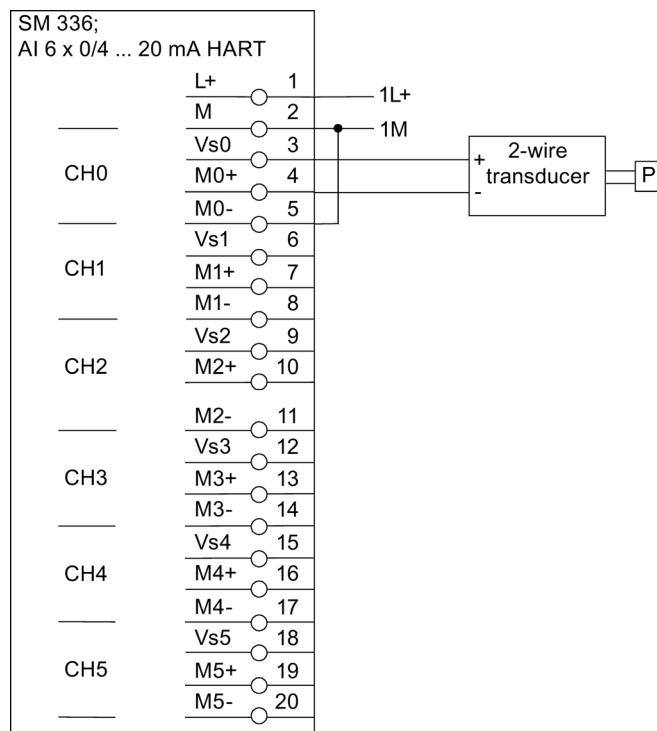 SM 336;
AI 6 x 0/4 ... 20 mA HART
L+ 1
1L+
M 2
1M
Vs0 3
CH0 M0+ 4
M0- 5
+ 2-wire
transducer P
-
Vs1 6
CH1 M1+ 7
M1- 8
Vs2 9
CH2 M2+ 10
M2- 11
Vs3 12
CH3 M3+ 13
M3- 14
Vs4 15
CH4 M4+ 16
M4- 17
Vs5 18
CH5 M5+ 19
M5- 20